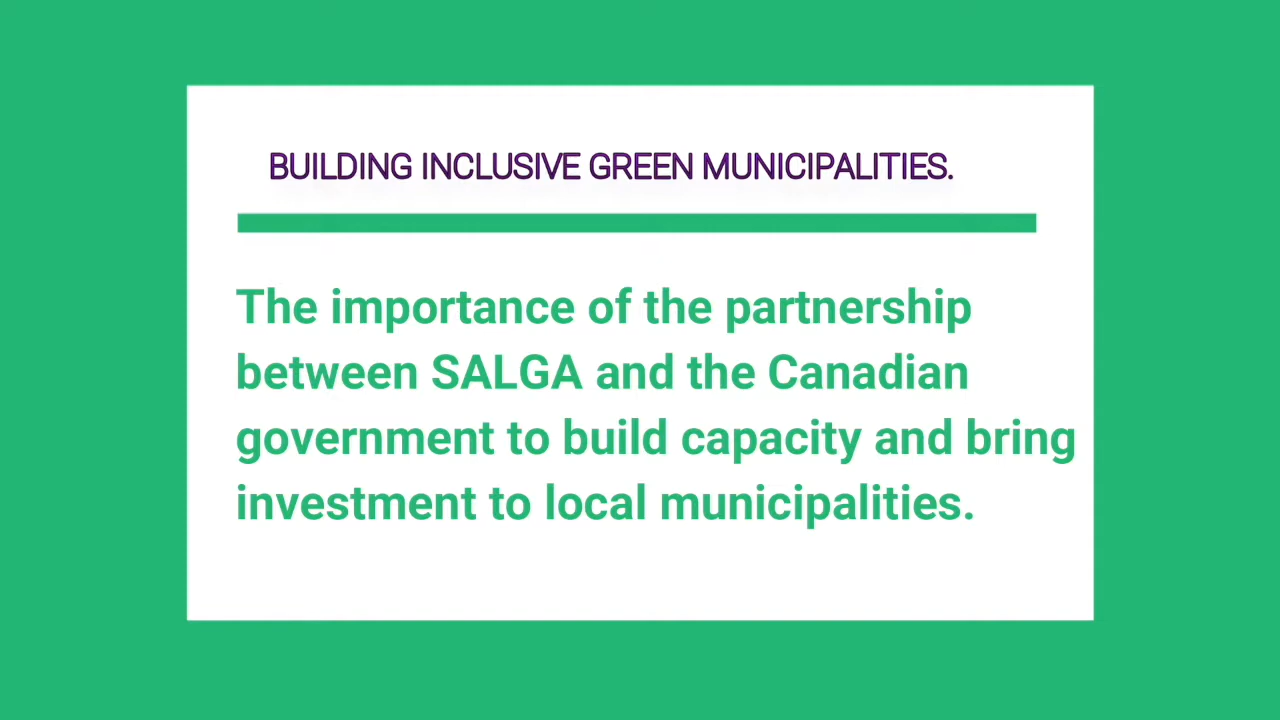 BUILDING INCLUSIVE GREEN MUNICIPALITIES.
The importance of the partnership
between SALGA and the Canadian
government to build capacity and bring
investment to local municipalities.